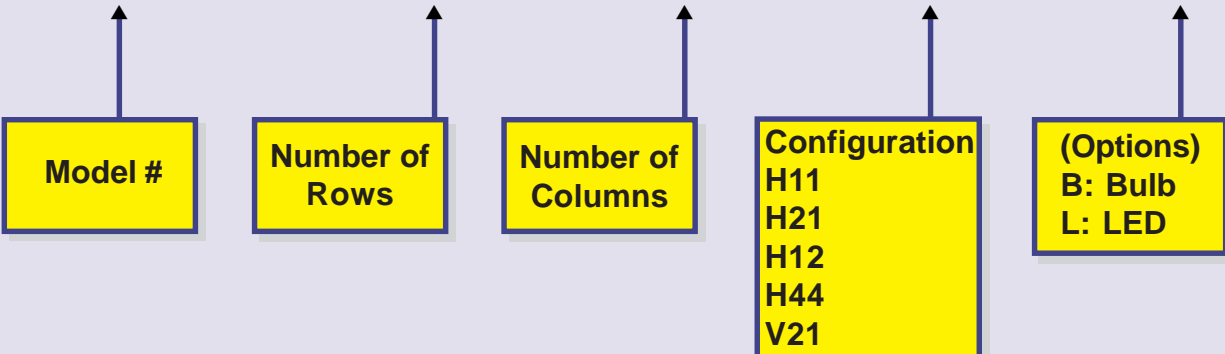 Model #
Number of
Rows
Number of
Columns
Configuration
H11
H21
H12
H44
V21
(Options)
B: Bulb
L: LED